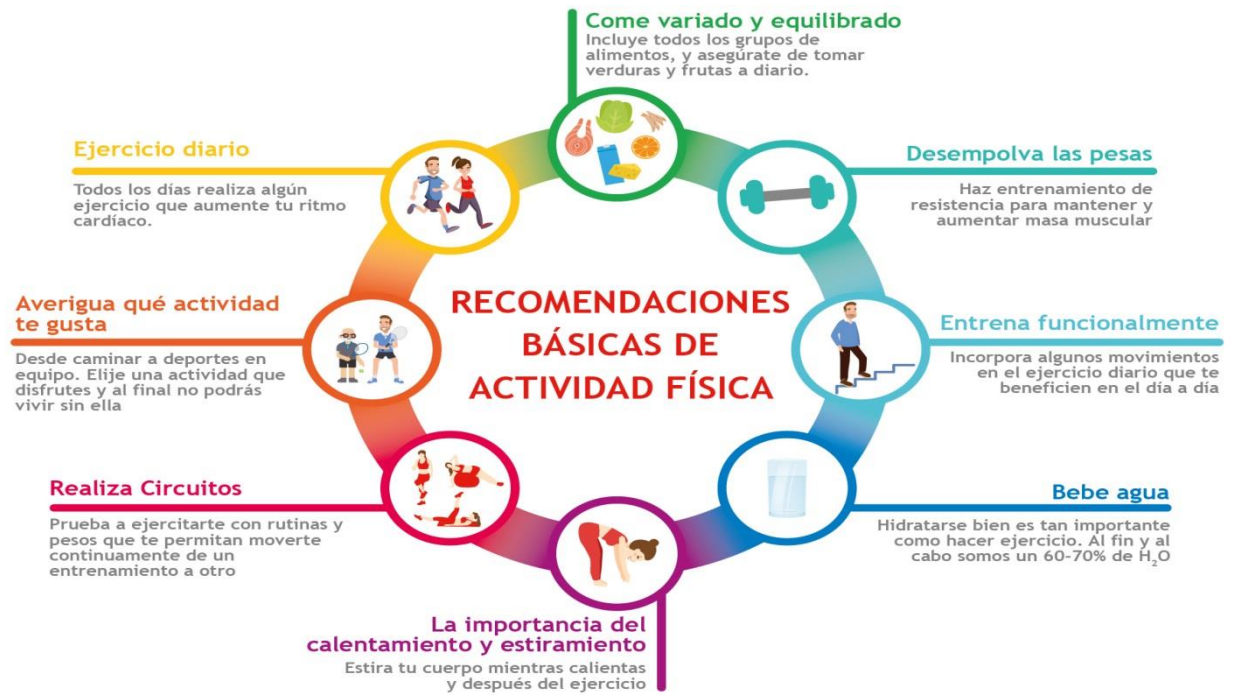 Come variado y equilibrado
Incluye todos los grupos de
alimentos, y asegúrate de tomar
verduras y frutas a diario.
Ejercicio diario
Todos los días realiza algún
ejercicio que aumente tu ritmo
cardíaco.
Desempolva las pesas
Haz entrenamiento de
resistencia para mantener y
aumentar masa muscular
RECOMENDACIONES
BÁSICAS DE
ACTIVIDAD FÍSICA
Averigua qué actividad
te gusta
Desde caminar a deportes en
equipo. Elije una actividad que
disfrutes y al final no podrás
vivir sin ella
Entrena funcionalmente
Incorpora algunos movimientos
en el ejercicio diario que te
beneficien en el día a día
Realiza Circuitos
Prueba a ejercitarte con rutinas y
pesos que te permitan moverte
continuamente de un
entrenamiento a otro
Bebe agua
Hidratarse bien es tan importante
como hacer ejercicio. Al fin y al
cabo somos un 60-70% de H₂O
La importancia del
calentamiento y estiramiento
Estira tu cuerpo mientras calientas
y después del ejercicio